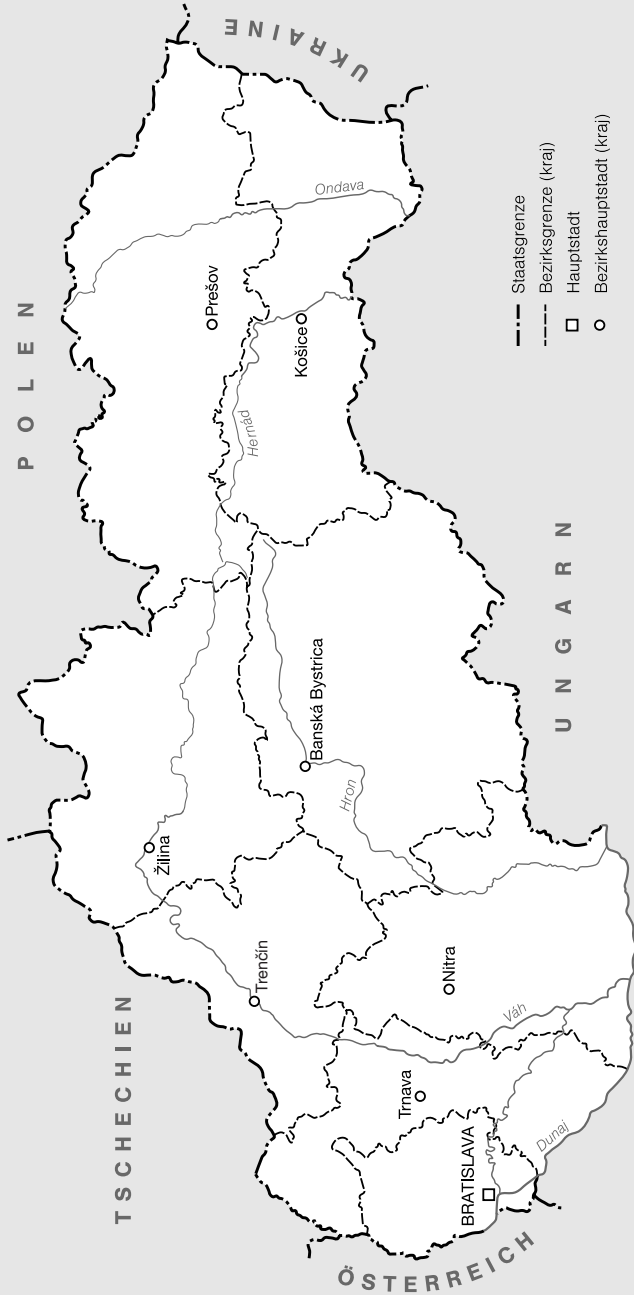 POLEN
UKRAINE
TSCHECHIEN
Ondava
Prešov
Košice
Hernád
Žilina
Banská Bystrica
Hron
Trenčín
Nitra
Váh
Trnava
BRATISLAVA
Dunaj
ÖSTERREICH
UNGARN
Staatsgrenze
Bezirksgrenze (kraj)
Hauptstadt
Bezirkshauptstadt (kraj)